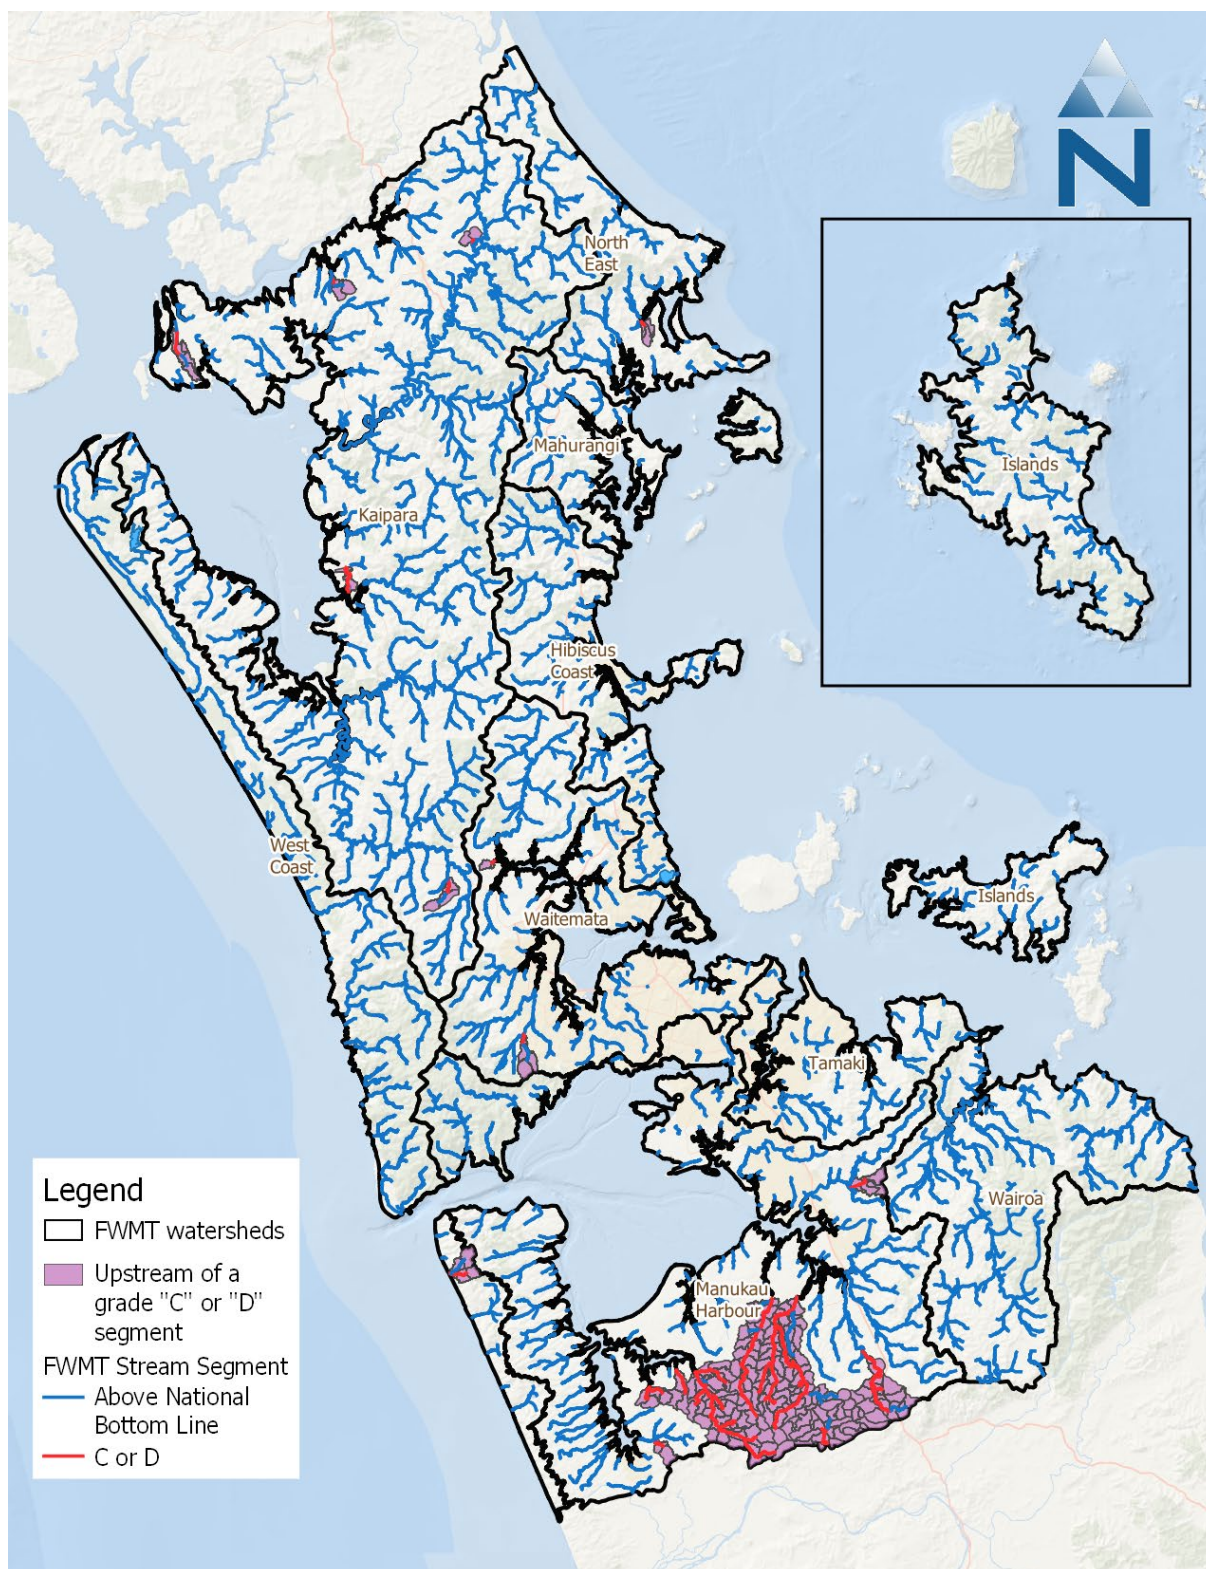 N
North
East
Islands
Mahurangi
Kaipara
Hibiscus
Coast
West
Coast
Islands
Waitemata
Tamaki
Wairoa
Manukau
Harbour
Legend
FWMT watersheds
Upstream of a
grade "C" or "D"
segment
FWMT Stream Segment
Above National
Bottom Line
C or D